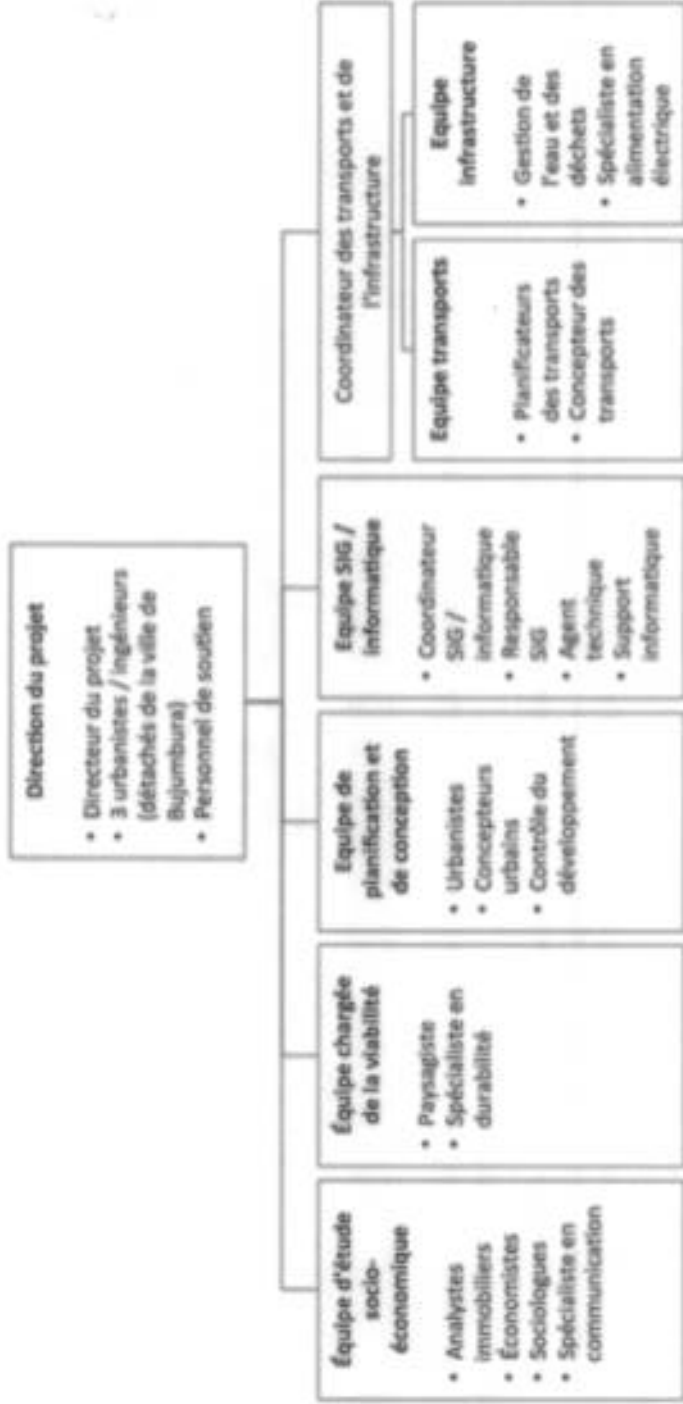 Direction du projet
• Directeur du projet
• 3 urbanistes / ingénieurs
(détachés de la ville de
Bujumbura)
• Personnel de soutien
Équipe d'étude
socio-
économique
• Analystes
immobiliers
• Économistes
• Sociologues
• Spécialiste en
communication
Équipe chargée
de la viabilité
• Paysagiste
• Spécialiste en
durabilité
Equipe de
planification et
de conception
• Urbanistes
• Concepteurs
urbains
• Contrôle du
développement
Equipe SIG /
informatique
• Coordinateur
SIG /
informatique
• Responsable
SIG
• Agent
technique
• Support
informatique
Coordinateur des transports et de
l'infrastructure
Equipe transports
• Planificateurs
des transports
• Concepteur des
transports
Equipe
infrastructure
• Gestion de
l'eau et des
déchets
• Spécialiste en
alimentation
électrique